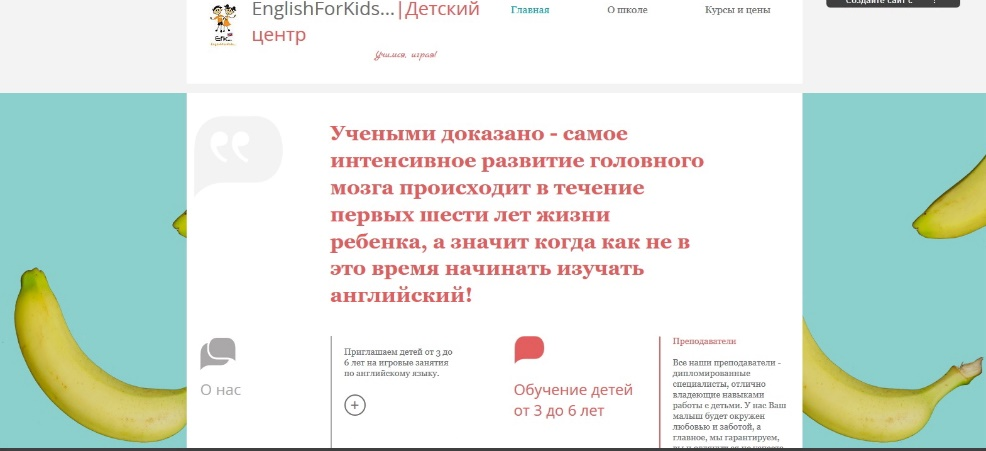 Создайте сайт с
EnglishForKids...|Детский
центр
Учимся, играя!
Главная
О школе
Курсы и цены
Учеными доказано - самое
интенсивное развитие головного
мозга происходит в течение
первых шести лет жизни
ребенка, а значит когда как не в
это время начинать изучать
английский!
О нас
Приглашаем детей от 3 до
6 лет на игровые занятия
по английскому языку.
Обучение детей
от 3 до 6 лет
Преподаватели
Все наши преподаватели -
дипломированные
специалисты, отлично
владеющие навыками
работы с детьми. У нас Ваш
малыш будет окружен
любовью и заботой, а
главное, мы гарантируем,